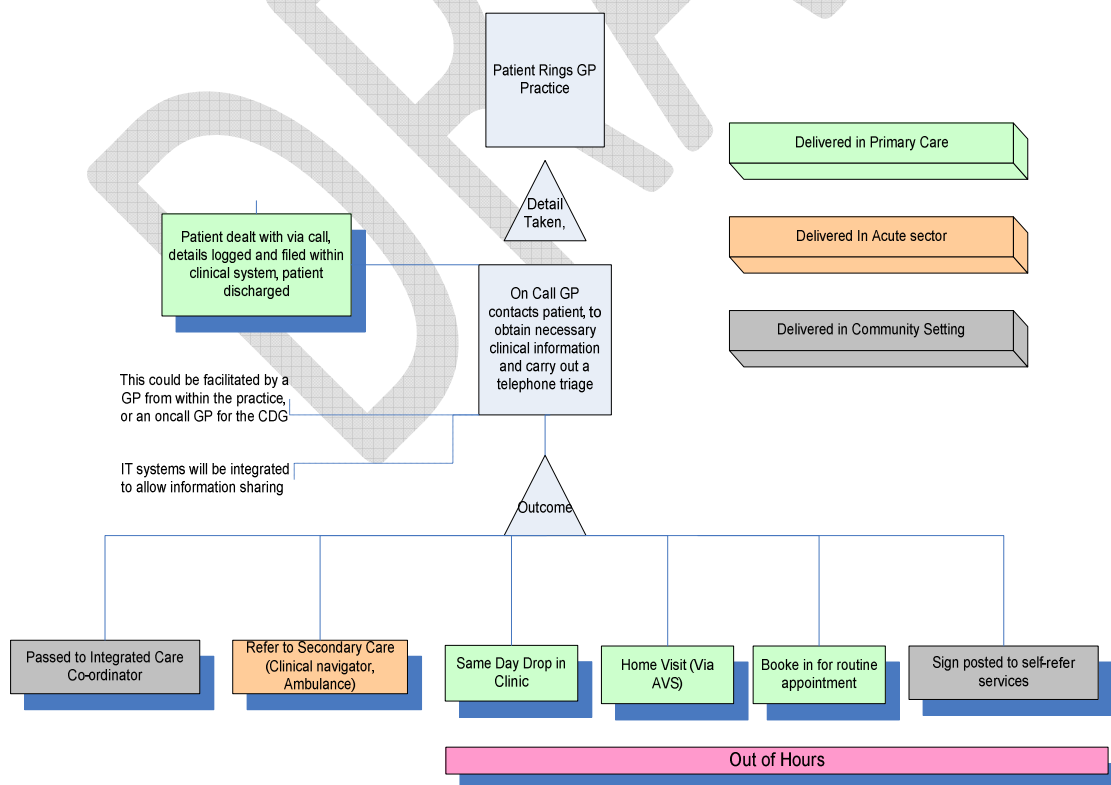 Patient Rings GP
Practice
Delivered in Primary Care
Detail
Taken,
Patient dealt with via call,
details logged and filed within
clinical system, patient
discharged
Delivered In Acute sector
On Call GP
contacts patient, to
obtain necessary
clinical information
and carry out a
telephone triage
Delivered in Community Setting
This could be facilitated by a
GP from within the practice,
or an oncall GP for the CDG
IT systems will be integrated
to allow information sharing
Outcome
Passed to Integrated Care
Co-ordinator
Refer to Secondary Care
(Clinical navigator,
Ambulance)
Same Day Drop in
Clinic
Home Visit (Via
AVS)
Booke in for routine
appointment
Sign posted to self-refer
services
Out of Hours